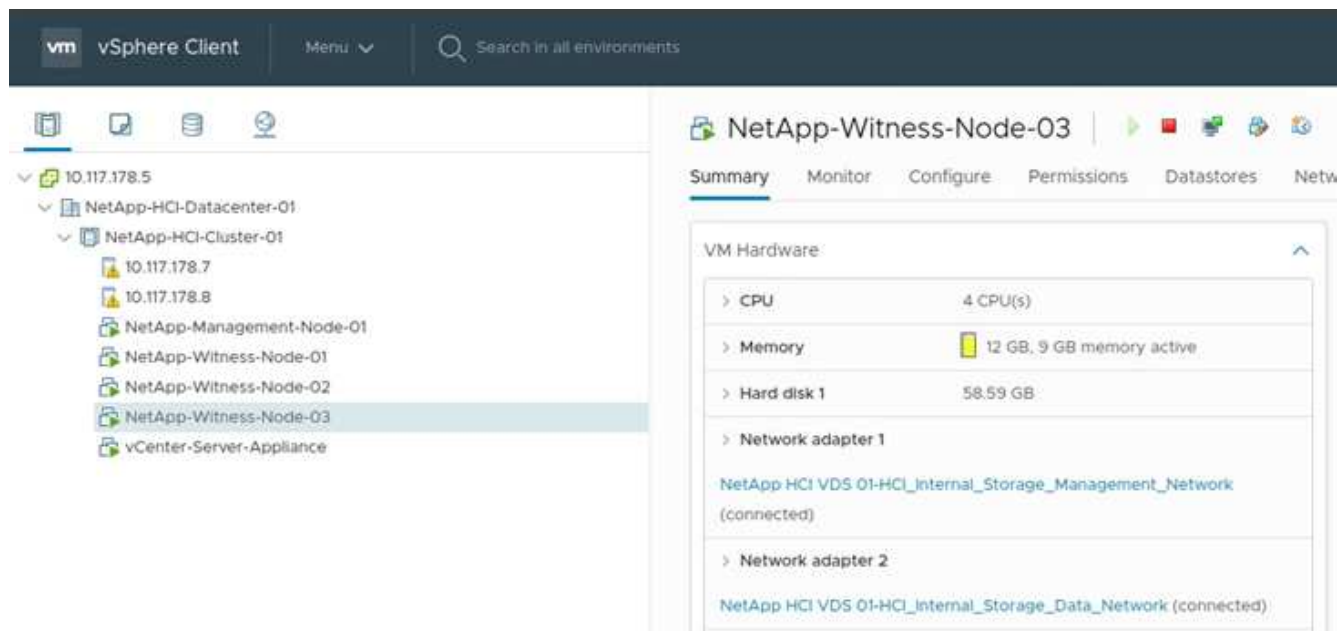 vm vSphere Client Menu Search in all environments
10.117.178.5
NetApp-HCI-Datacenter-01
NetApp-HCI-Cluster-01
10.117.178.7
10.117.178.8
NetApp-Management-Node-01
NetApp-Witness-Node-01
NetApp-Witness-Node-02
NetApp-Witness-Node-03
vCenter-Server-Appliance
NetApp-Witness-Node-03
Summary Monitor Configure Permissions Datastores Netw
VM Hardware
CPU 4 CPU(s)
Memory 12 GB, 9 GB memory active
Hard disk 1 58.59 GB
Network adapter 1
NetApp HCI VDS 01-HCI_Internal_Storage_Management_Network
(connected)
Network adapter 2
NetApp HCI VDS 01-HCI_Internal_Storage_Data_Network (connected)